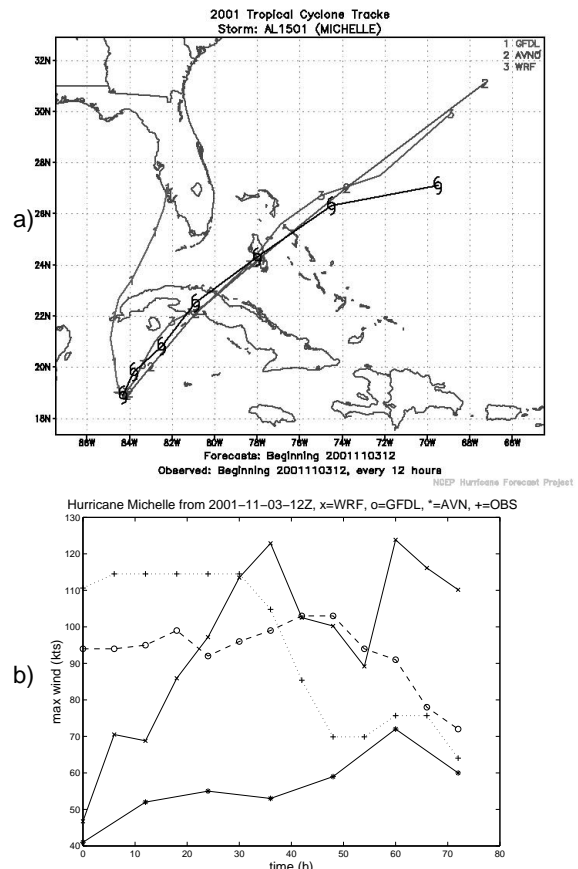 2001 Tropical Cyclone Tracks
Storm: AL1501 (MICHELLE)
1 GFDL
2 AVNO
3 WRF
32N
30N
28N
26N
24N
22N
20N
18N
a)
86W 84W 82W 80W 78W 76W 74W 72W 70W 68W 66W
Forecasts: Beginning 2001110312
Observed: Beginning 2001110312, every 12 hours
NCEP Hurricane Forecast Project
Hurricane Michelle from 2001-11-03-12Z, x=WRF, o=GFDL, *=AVN, +=OBS
130
120
110
100
90
80
70
60
50
40
max wind (kts)
b)
0 10 20 30 40 50 60 70 80
time (h)